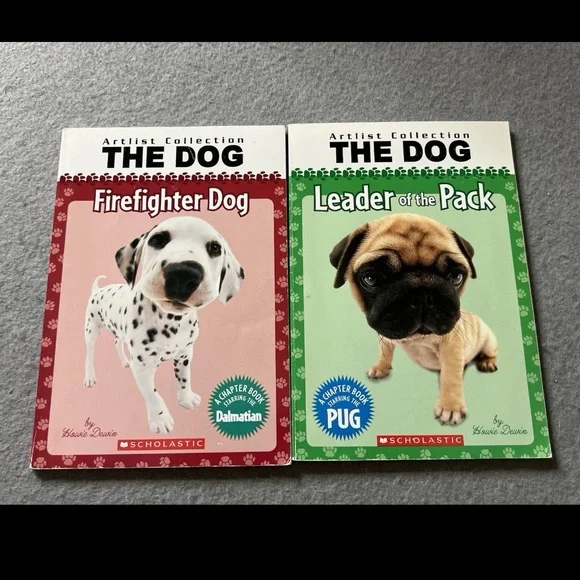 Artlist Collection
THE DOG
Firefighter Dog
A CHAPTER BOOK
STARRING THE
Dalmatian
by
Howie Dewin
SCHOLASTIC
Artlist Collection
THE DOG
Leader of the Pack
A CHAPTER BOOK
STARRING THE
PUG
by
Howie Dewin
SCHOLASTIC